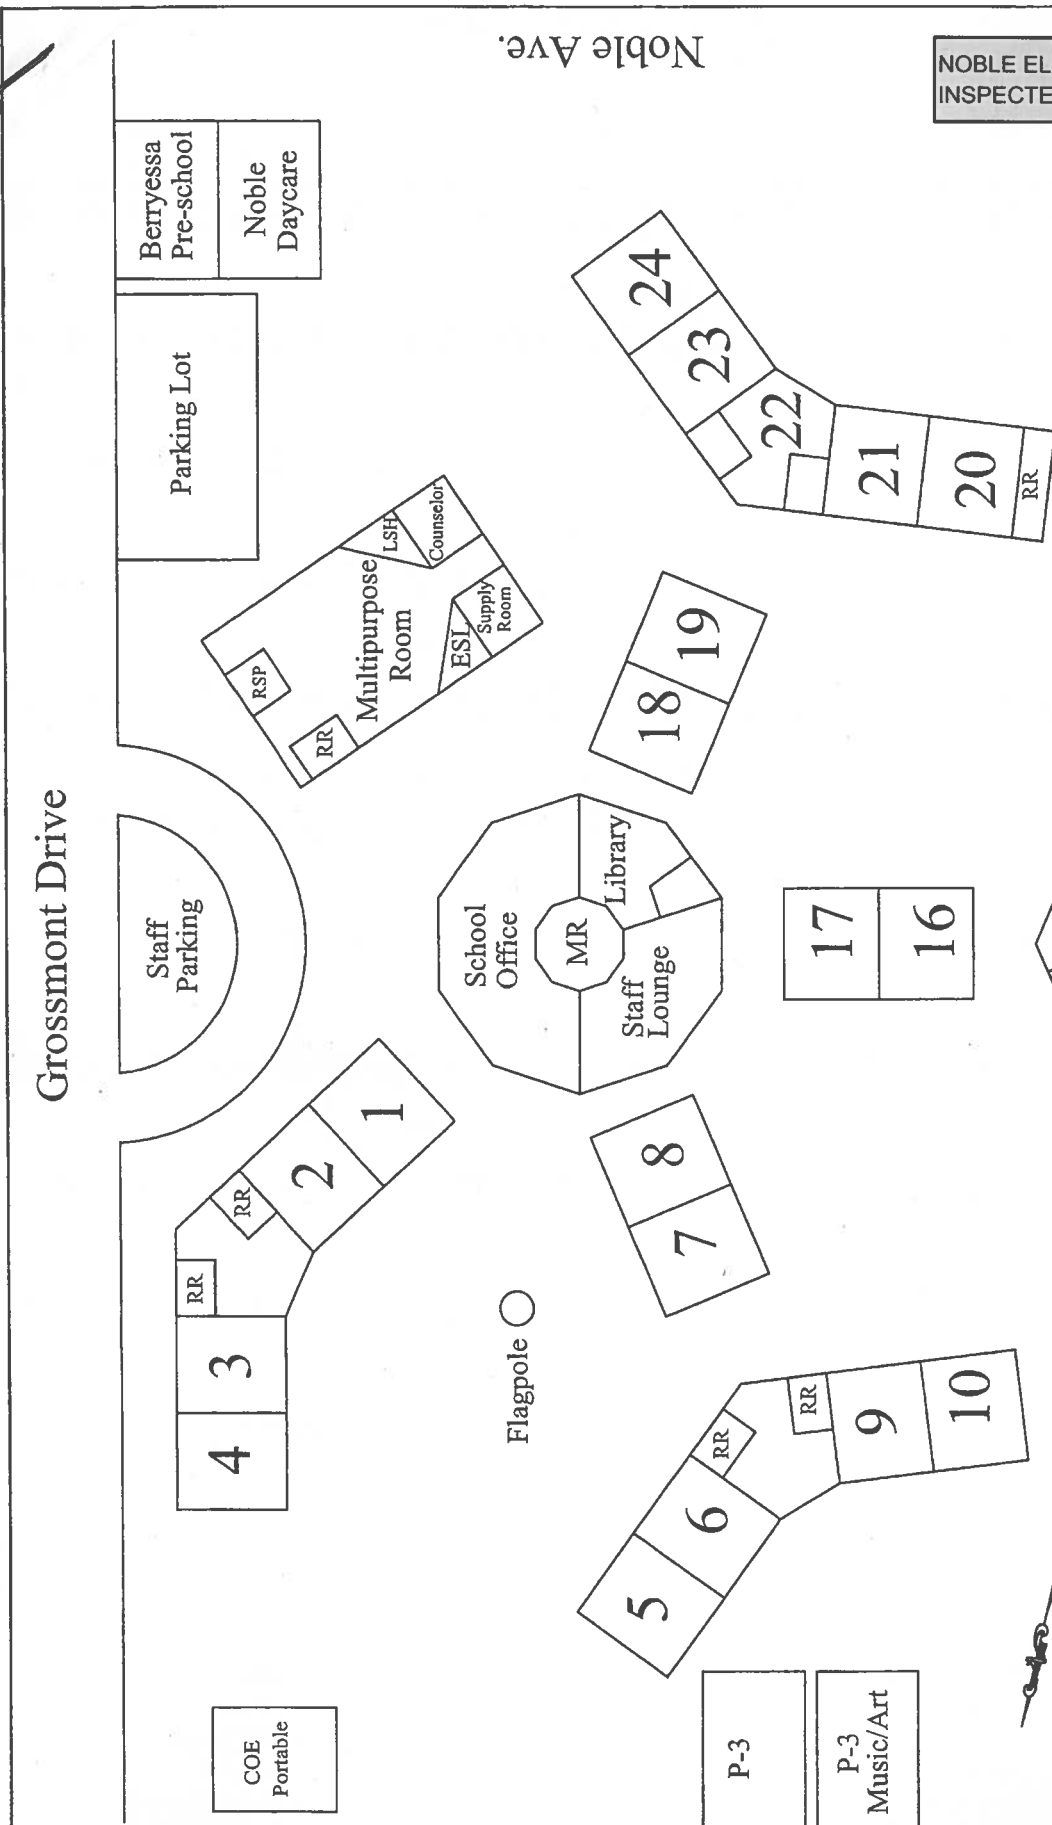 Noble Ave.
NOBLE EL
INSPECTE
Grossmont Drive
Berryessa
Pre-school
Noble
Daycare
Parking Lot
Staff
Parking
RSP
RR
Multipurpose
Room
LSH
Counselor
ESL
Supply
Room
24
23
22
21
20
RR
19
18
School
Office
MR
Library
Staff
Lounge
17
16
1
2
RR
RR
3
4
8
7
Flagpole
5
6
RR
RR
9
10
COE
Portable
P-3
P-3
Music/Art